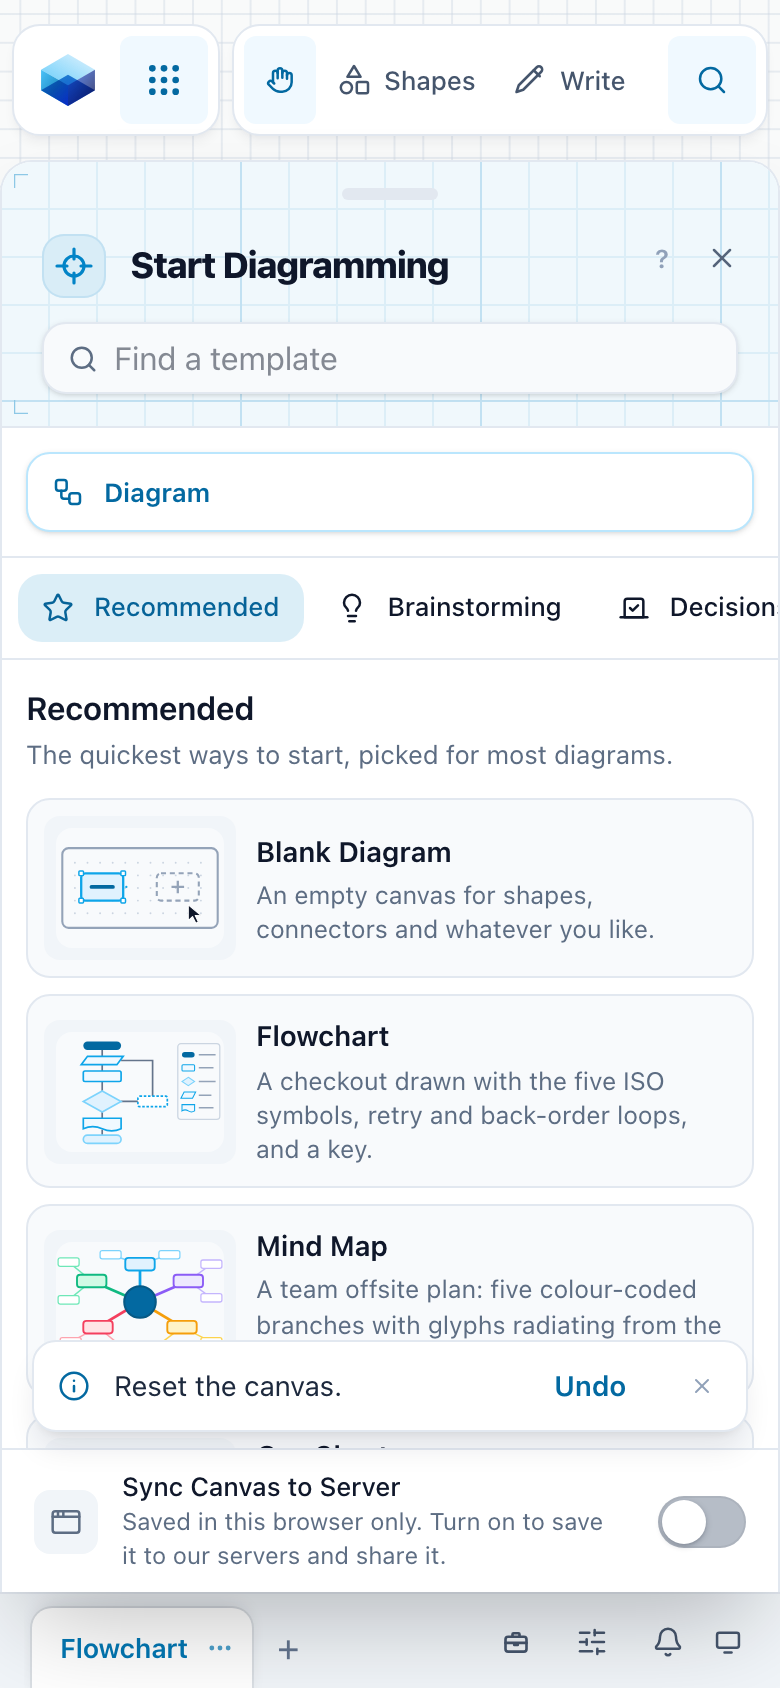 Shapes
Write
Start Diagramming
?
Find a template
Diagram
Recommended
Brainstorming
Decision
Recommended
The quickest ways to start, picked for most diagrams.
Blank Diagram
An empty canvas for shapes,
connectors and whatever you like.
Flowchart
A checkout drawn with the five ISO
symbols, retry and back-order loops,
and a key.
Mind Map
A team offsite plan: five colour-coded
branches with glyphs radiating from the
Reset the canvas.
Undo
Sync Canvas to Server
Saved in this browser only. Turn on to save
it to our servers and share it.
Flowchart